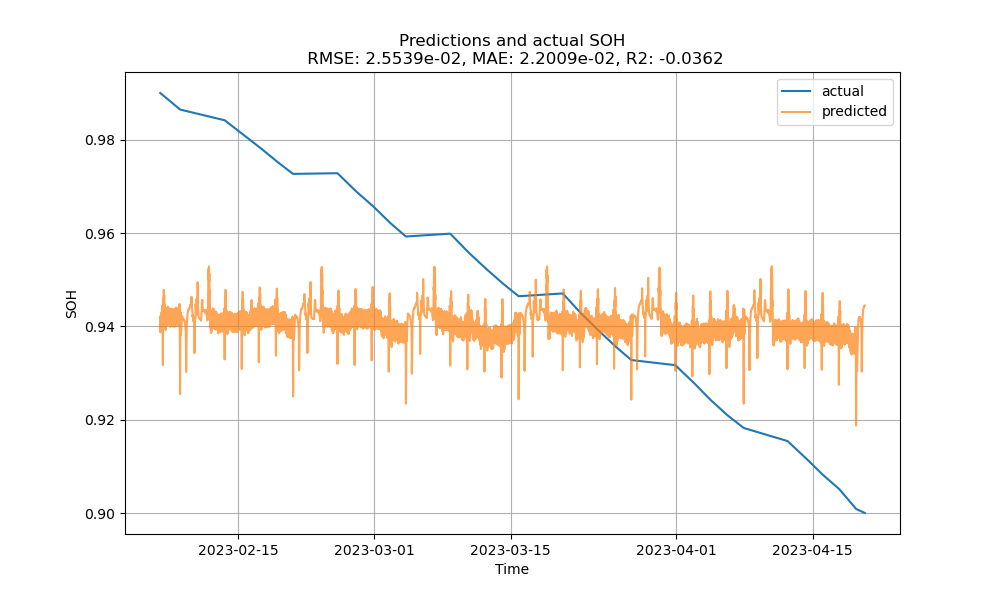 Predictions and actual SOH
RMSE: 2.5539e-02, MAE: 2.2009e-02, R2: -0.0362
actual
predicted
SOH
0.98
0.96
0.94
0.92
0.90
2023-02-15
2023-03-01
2023-03-15
2023-04-01
2023-04-15
Time